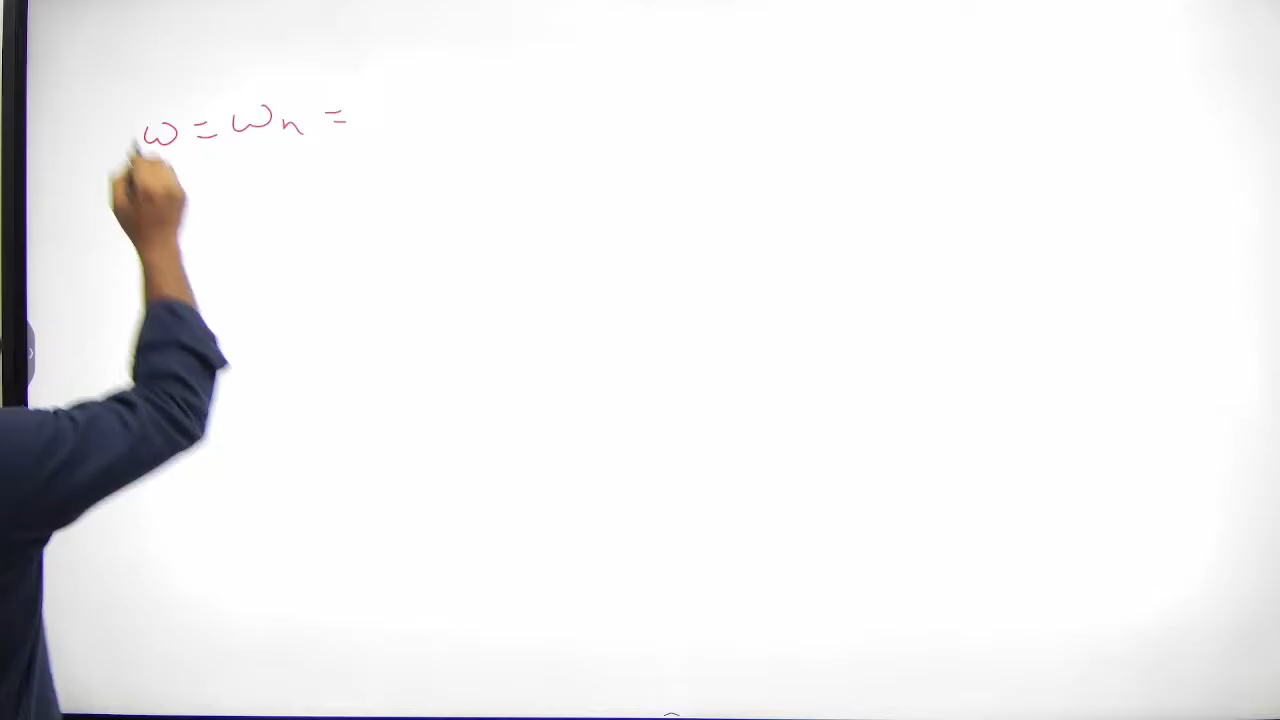 ω = ωn =